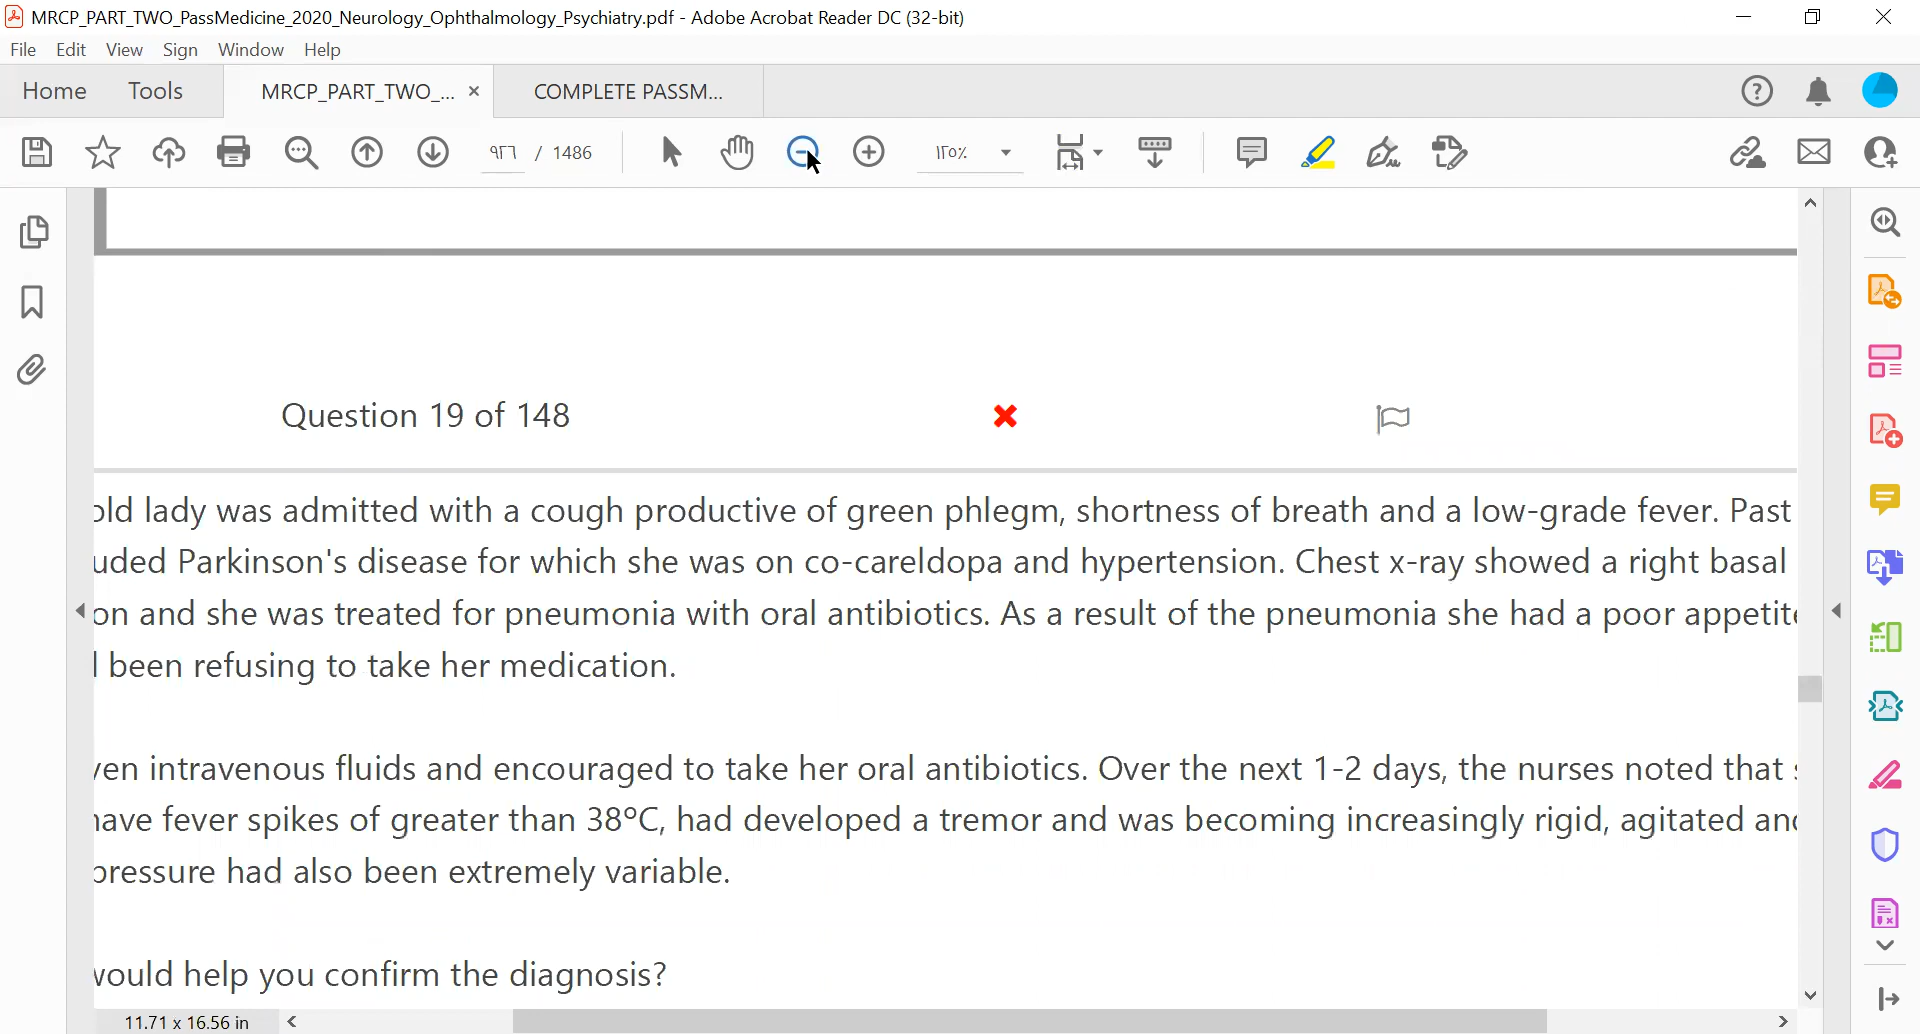 MRCP_PART_TWO_PassMedicine_2020_Neurology_Ophthalmology_Psychiatry.pdf - Adobe Acrobat Reader DC (32-bit)
File Edit View Sign Window Help
Home Tools MRCP_PART_TWO_... × COMPLETE PASSM...
٩٢٦ / 1486 ١٢٥٪
Question 19 of 148
old lady was admitted with a cough productive of green phlegm, shortness of breath and a low-grade fever. Past
uded Parkinson's disease for which she was on co-careldopa and hypertension. Chest x-ray showed a right basal
on and she was treated for pneumonia with oral antibiotics. As a result of the pneumonia she had a poor appetite
l been refusing to take her medication.
ven intravenous fluids and encouraged to take her oral antibiotics. Over the next 1-2 days, the nurses noted that s
have fever spikes of greater than 38ºC, had developed a tremor and was becoming increasingly rigid, agitated and
pressure had also been extremely variable.
would help you confirm the diagnosis?
11.71 x 16.56 in